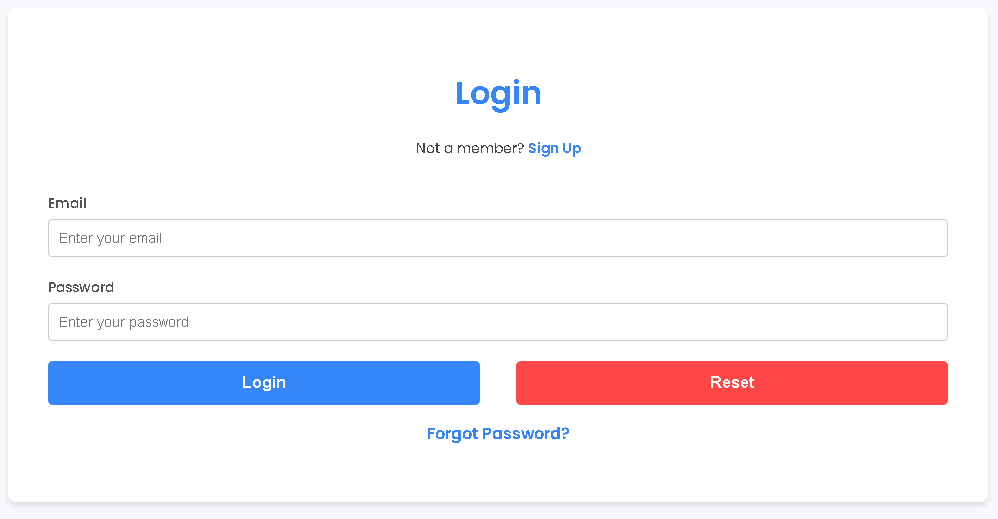 Login
Not a member? Sign Up
Email
Enter your email
Password
Enter your password
Login Reset
Forgot Password?